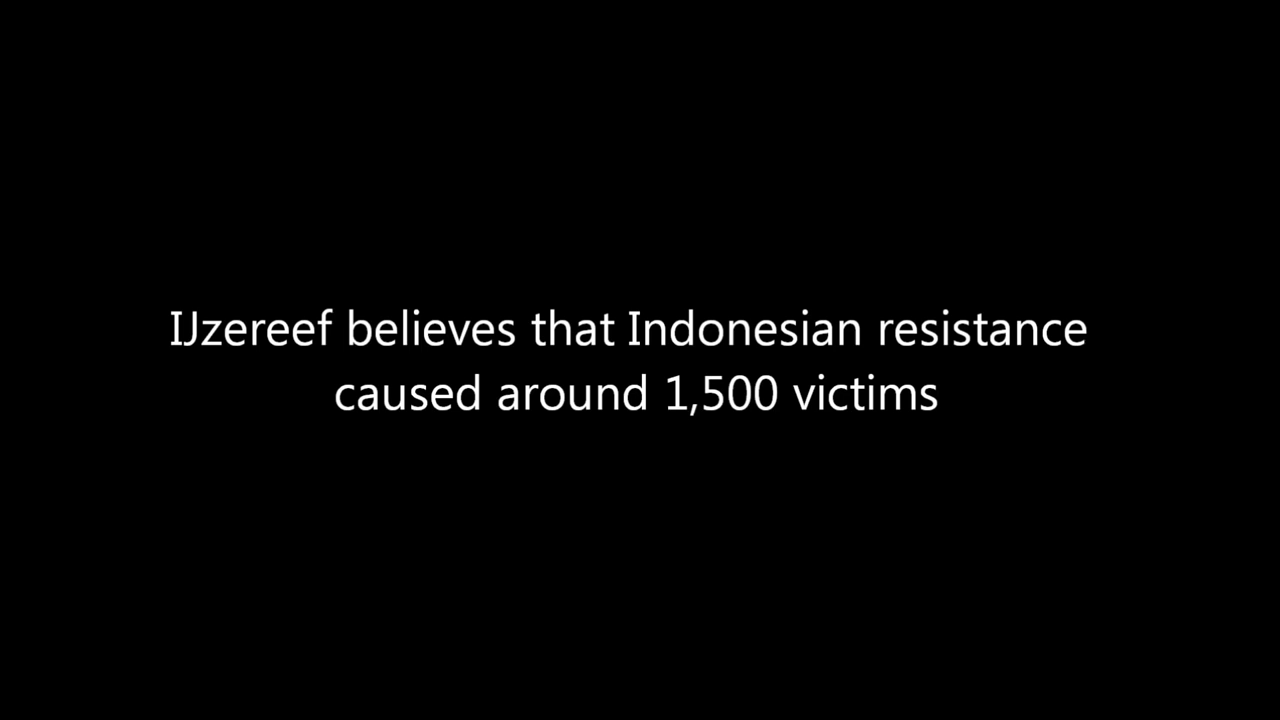 IJzereef believes that Indonesian resistance
caused around 1,500 victims